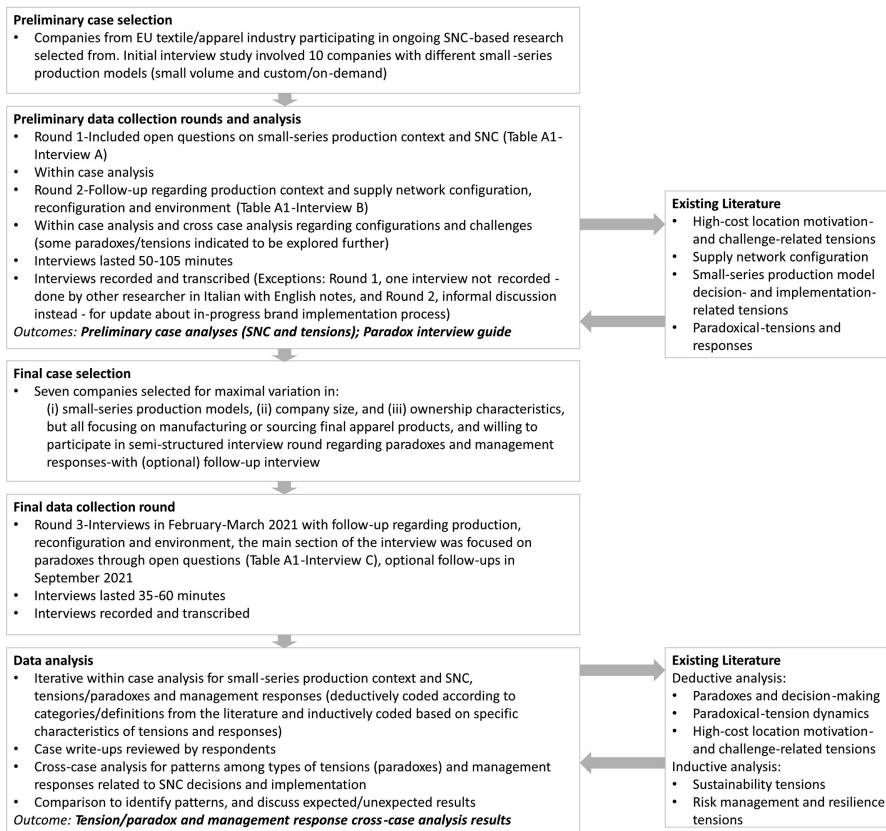 Preliminary case selection
• Companies from EU textile/apparel industry participating in ongoing SNC-based research
selected from. Initial interview study involved 10 companies with different small-series
production models (small volume and custom/on-demand)
Preliminary data collection rounds and analysis
• Round 1-Included open questions on small-series production context and SNC (Table A1-
Interview A)
• Within case analysis
• Round 2-Follow-up regarding production context and supply network configuration,
reconfiguration and environment (Table A1-Interview B)
• Within case analysis and cross case analysis regarding configurations and challenges
(some paradoxes/tensions indicated to be explored further)
• Interviews lasted 50-105 minutes
• Interviews recorded and transcribed (Exceptions: Round 1, one interview not recorded -
done by other researcher in Italian with English notes, and Round 2, informal discussion
instead - for update about in-progress brand implementation process)
Outcomes: Preliminary case analyses (SNC and tensions); Paradox interview guide
Existing Literature
• High-cost location motivation-
and challenge-related tensions
• Supply network configuration
• Small-series production model
decision- and implementation-
related tensions
• Paradoxical-tensions and
responses
Final case selection
• Seven companies selected for maximal variation in:
(i) small-series production models, (ii) company size, and (iii) ownership characteristics,
but all focusing on manufacturing or sourcing final apparel products, and willing to
participate in semi-structured interview round regarding paradoxes and management
responses-with (optional) follow-up interview
Final data collection round
• Round 3-Interviews in February-March 2021 with follow-up regarding production,
reconfiguration and environment, the main section of the interview was focused on
paradoxes through open questions (Table A1-Interview C), optional follow-ups in
September 2021
• Interviews lasted 35-60 minutes
• Interviews recorded and transcribed
Data analysis
• Iterative within case analysis for small-series production context and SNC,
tensions/paradoxes and management responses (deductively coded according to
categories/definitions from the literature and inductively coded based on specific
characteristics of tensions and responses)
• Case write-ups reviewed by respondents
• Cross-case analysis for patterns among types of tensions (paradoxes) and management
responses related to SNC decisions and implementation
• Comparison to identify patterns, and discuss expected/unexpected results
Outcome: Tension/paradox and management response cross-case analysis results
Existing Literature
Deductive analysis:
• Paradoxes and decision-making
• Paradoxical-tension dynamics
• High-cost location motivation-
and challenge-related tensions
Inductive analysis:
• Sustainability tensions
• Risk management and resilience
tensions